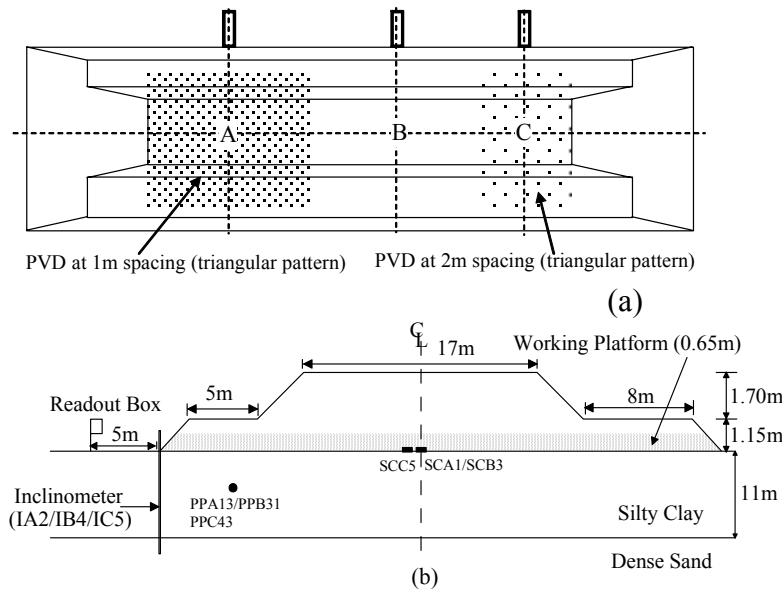 A
B
C
PVD at 1m spacing (triangular pattern)
PVD at 2m spacing (triangular pattern)
(a)
CL
17m
Working Platform (0.65m)
5m
8m
1.70m
Readout Box
5m
1.15m
SCC5
SCA1/SCB3
Inclinometer
(IA2/IB4/IC5)
PPA13/PPB31
PPC43
11m
Silty Clay
Dense Sand
(b)